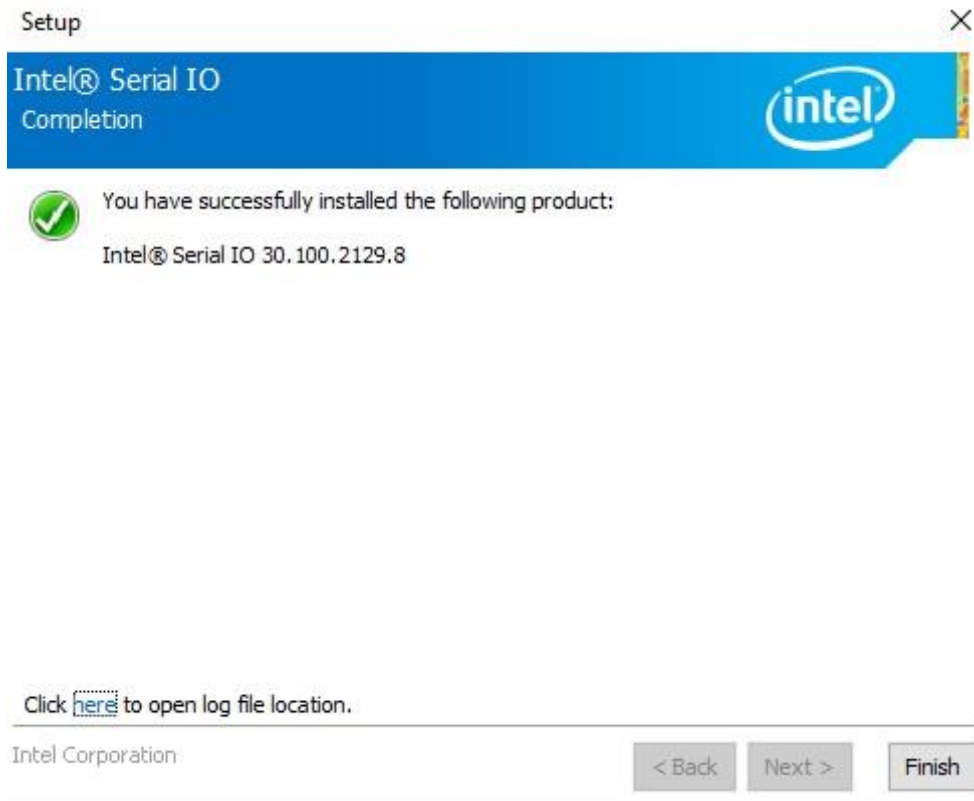 Setup
Intel® Serial IO
Completion
intel
You have successfully installed the following product:
Intel® Serial IO 30.100.2129.8
Click here to open log file location.
Intel Corporation
< Back
Next >
Finish